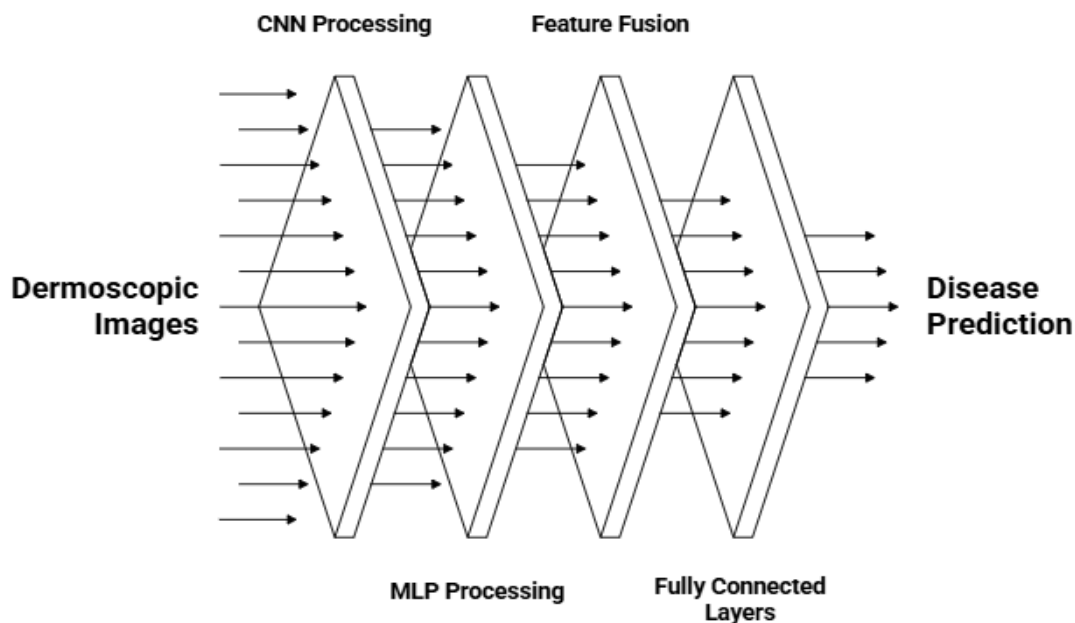 CNN Processing
Feature Fusion
Dermoscopic
Images
Disease
Prediction
MLP Processing
Fully Connected
Layers